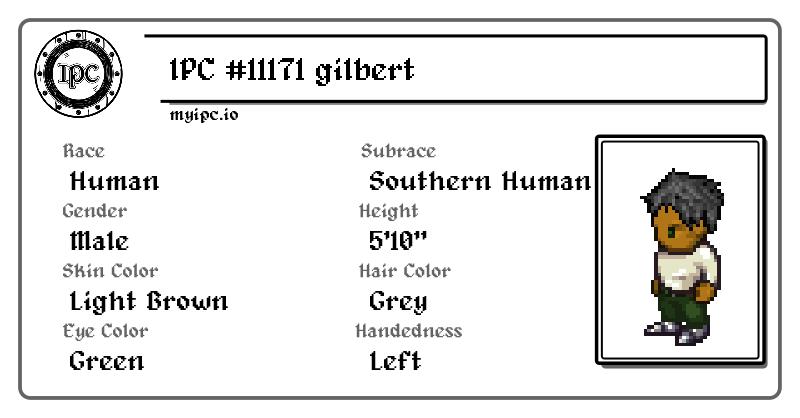 IPC
IPC #11171 gilbert
myipc.io
Race
Subrace
Human
Southern Human
Gender
Height
Male
5'10"
Skin Color
Hair Color
Light Brown
Grey
Eye Color
Handedness
Green
Left